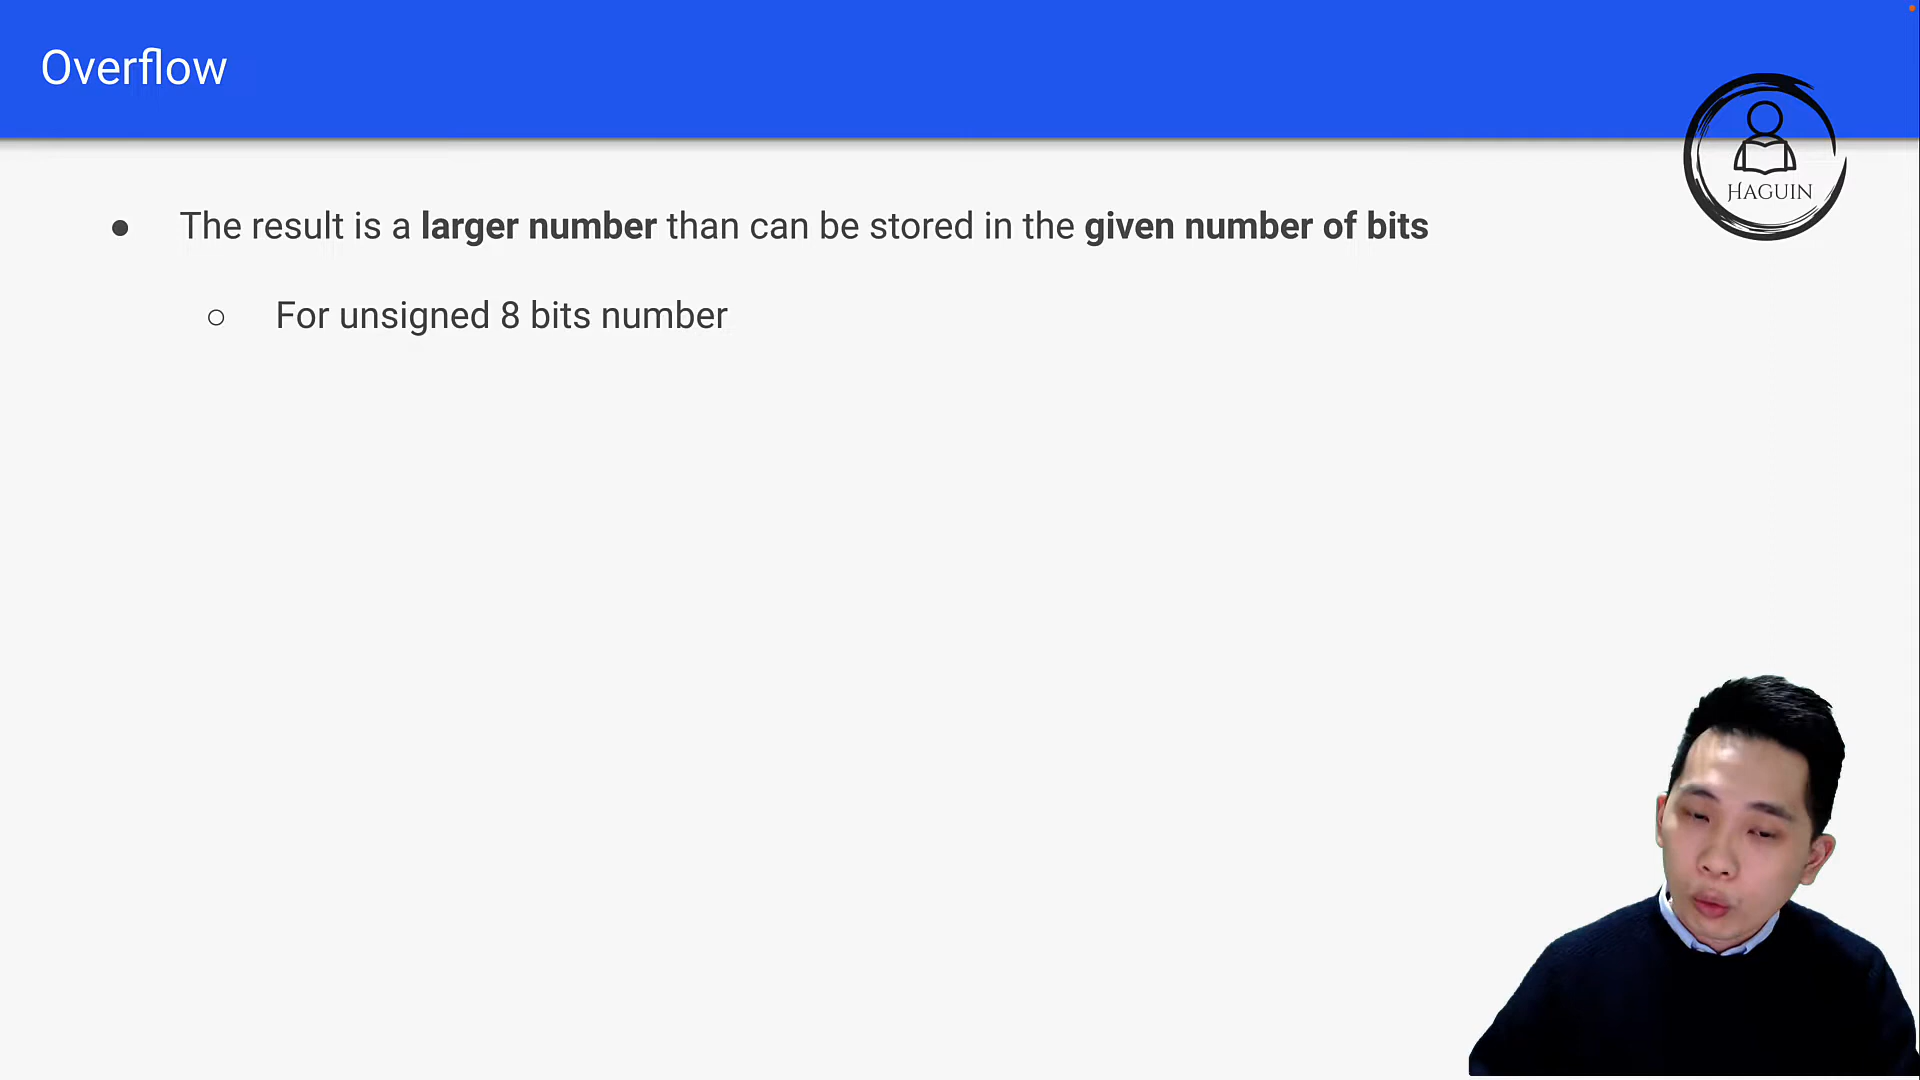 Overflow
HAGUIN
The result is a larger number than can be stored in the given number of bits
For unsigned 8 bits number